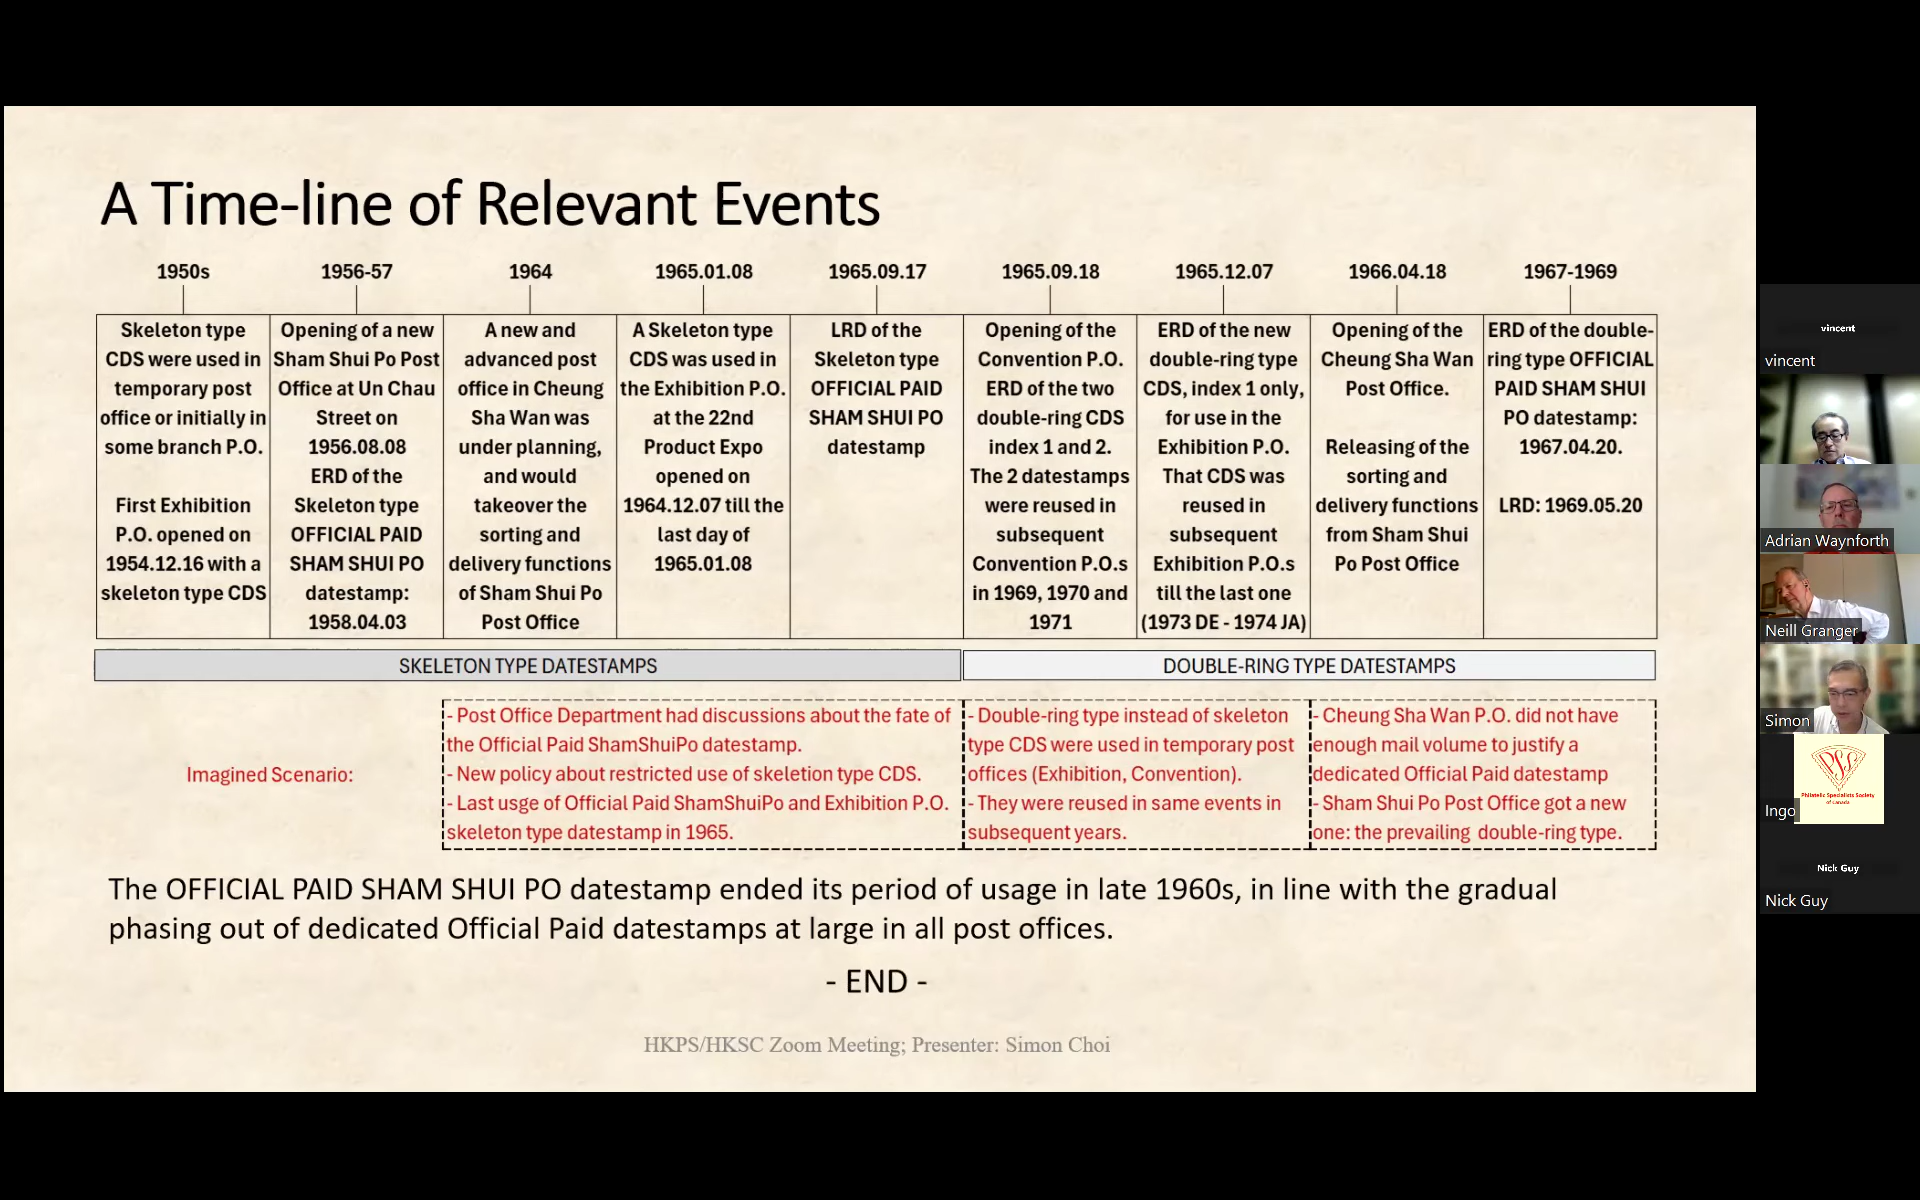 A Time-line of Relevant Events
1950s
Skeleton type
CDS were used in
temporary post
office or initially in
some branch P.O.
First Exhibition
P.O. opened on
1954.12.16 with a
skeleton type CDS
1956-57
Opening of a new
Sham Shui Po Post
Office at Un Chau
Street on
1956.08.08
ERD of the
Skeleton type
OFFICIAL PAID
SHAM SHUI PO
datestamp:
1958.04.03
1964
A new and
advanced post
office in Cheung
Sha Wan was
under planning,
and would
takeover the
sorting and
delivery functions
of Sham Shui Po
Post Office
1965.01.08
A Skeleton type
CDS was used in
the Exhibition P.O.
at the 22nd
Product Expo
opened on
1964.12.07 till the
last day of
1965.01.08
1965.09.17
LRD of the
Skeleton type
OFFICIAL PAID
SHAM SHUI PO
datestamp
1965.09.18
Opening of the
Convention P.O.
ERD of the two
double-ring CDS
index 1 and 2.
The 2 datestamps
were reused in
subsequent
Convention P.O.s
in 1969, 1970 and
1971
1965.12.07
ERD of the new
double-ring type
CDS, index 1 only,
for use in the
Exhibition P.O.
That CDS was
reused in
subsequent
Exhibition P.O.s
till the last one
(1973 DE - 1974 JA)
1966.04.18
Opening of the
Cheung Sha Wan
Post Office.
Releasing of the
sorting and
delivery functions
from Sham Shui
Po Post Office
1967-1969
ERD of the double-
ring type OFFICIAL
PAID SHAM SHUI
PO datestamp:
1967.04.20.
LRD: 1969.05.20
SKELETON TYPE DATESTAMPS
DOUBLE-RING TYPE DATESTAMPS
Imagined Scenario:
- Post Office Department had discussions about the fate of
the Official Paid ShamShuiPo datestamp.
- New policy about restricted use of skeletion type CDS.
- Last usge of Official Paid ShamShuiPo and Exhibition P.O.
skeleton type datestamp in 1965.
- Double-ring type instead of skeleton
type CDS were used in temporary post
offices (Exhibition, Convention).
- They were reused in same events in
subsequent years.
- Cheung Sha Wan P.O. did not have
enough mail volume to justify a
dedicated Official Paid datestamp
- Sham Shui Po Post Office got a new
one: the prevailing double-ring type.
The OFFICIAL PAID SHAM SHUI PO datestamp ended its period of usage in late 1960s, in line with the gradual
phasing out of dedicated Official Paid datestamps at large in all post offices.
- END -
HKPS/HKSC Zoom Meeting; Presenter: Simon Choi
vincent
vincent
Adrian Waynforth
Neill Granger
Simon
PSS
Philatelic Specialists Society
of Canada
Ingo
Nick Guy
Nick Guy